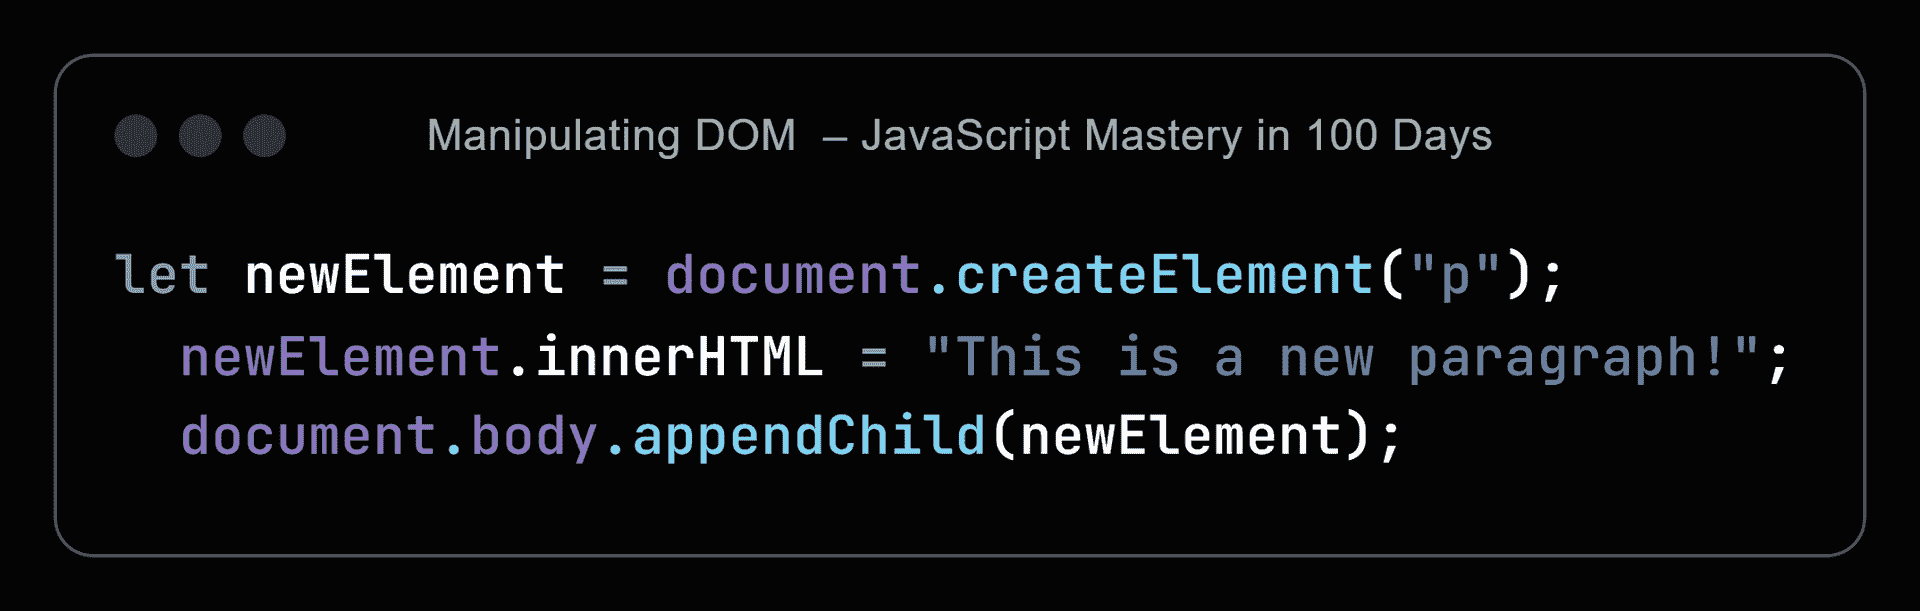 Manipulating DOM – JavaScript Mastery in 100 Days
let newElement = document.createElement("p");
newElement.innerHTML = "This is a new paragraph!";
document.body.appendChild(newElement);